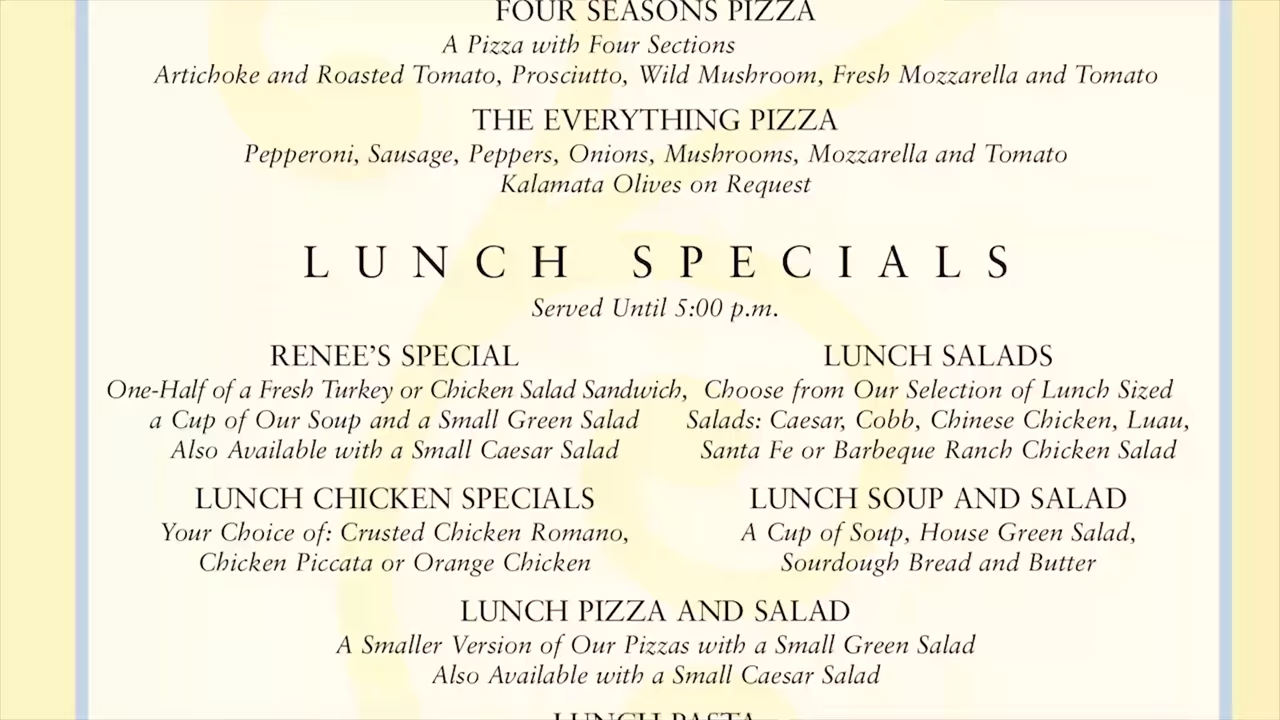 FOUR SEASONS PIZZA
A Pizza with Four Sections
Artichoke and Roasted Tomato, Prosciutto, Wild Mushroom, Fresh Mozzarella and Tomato
THE EVERYTHING PIZZA
Pepperoni, Sausage, Peppers, Onions, Mushrooms, Mozzarella and Tomato
Kalamata Olives on Request
LUNCH SPECIALS
Served Until 5:00 p.m.
RENEE'S SPECIAL
One-Half of a Fresh Turkey or Chicken Salad Sandwich,
a Cup of Our Soup and a Small Green Salad
Also Available with a Small Caesar Salad
LUNCH SALADS
Choose from Our Selection of Lunch Sized
Salads: Caesar, Cobb, Chinese Chicken, Luau,
Santa Fe or Barbeque Ranch Chicken Salad
LUNCH CHICKEN SPECIALS
Your Choice of: Crusted Chicken Romano,
Chicken Piccata or Orange Chicken
LUNCH SOUP AND SALAD
A Cup of Soup, House Green Salad,
Sourdough Bread and Butter
LUNCH PIZZA AND SALAD
A Smaller Version of Our Pizzas with a Small Green Salad
Also Available with a Small Caesar Salad
LUNCH PASTA